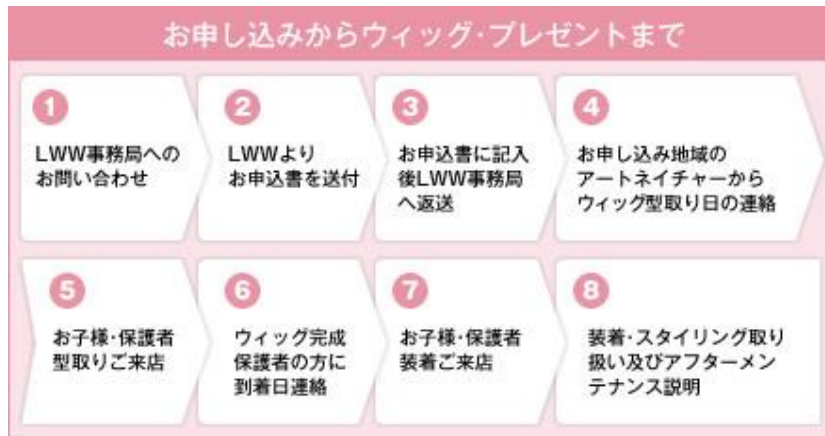 お申し込みからウィッグ･プレゼントまで
1
LWW事務局への
お問い合わせ
2
LWWより
お申込書を送付
3
お申込書に記入
後LWW事務局
へ返送
4
お申し込み地域の
アートネイチャーから
ウィッグ型取り日の連絡
5
お子様･保護者
型取りご来店
6
ウィッグ完成
保護者の方に
到着日連絡
7
お子様･保護者
装着ご来店
8
装着･スタイリング取り
扱い及びアフターメン
テナンス説明